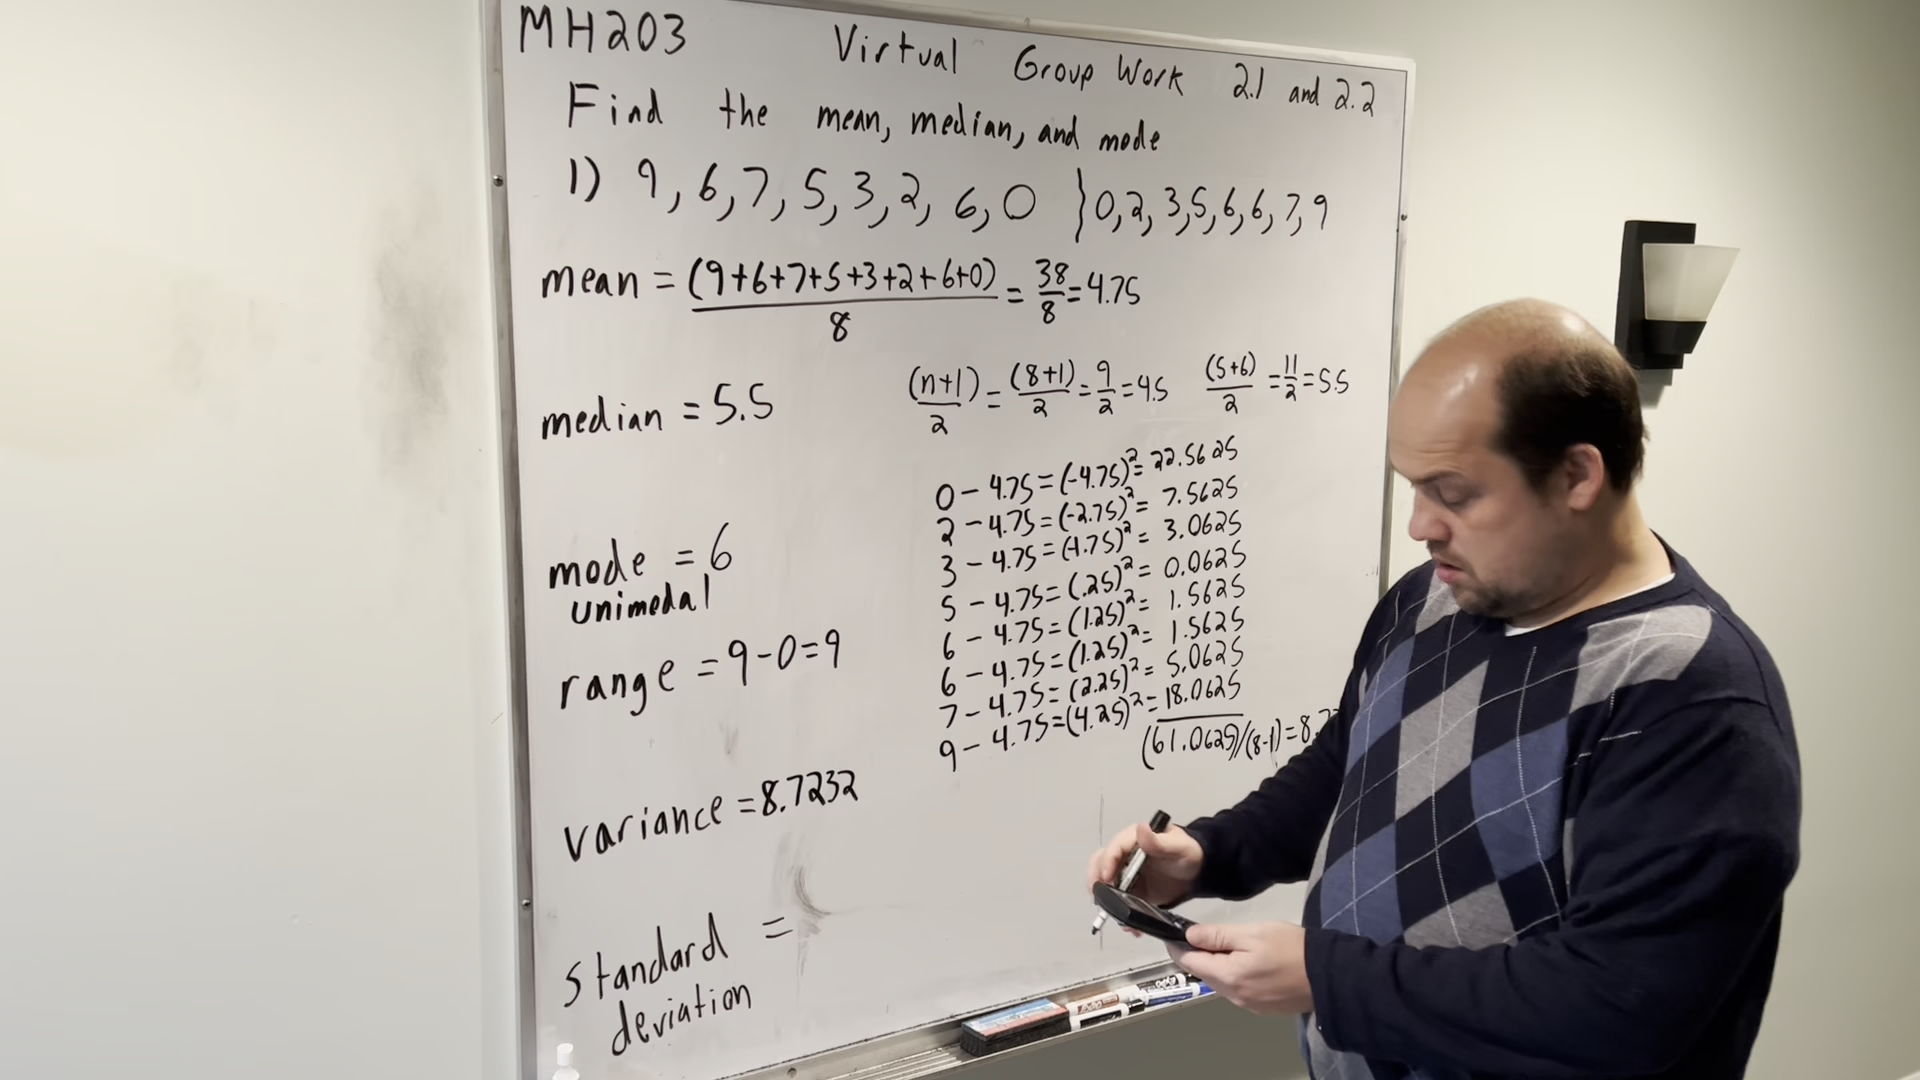 MH203
Virtual Group Work 2.1 and 2.2
Find the mean, median, and mode
1) 9, 6, 7, 5, 3, 2, 6, 0 } 0, 2, 3, 5, 6, 6, 7, 9
mean = (9+6+7+5+3+2+6+0)/8 = 38/8 = 4.75
median = 5.5
(n+1)/2 = (8+1)/2 = 9/2 = 4.5
(5+6)/2 = 11/2 = 5.5
0 - 4.75 = (-4.75)² = 22.5625
2 - 4.75 = (-2.75)² = 7.5625
3 - 4.75 = (-1.75)² = 3.0625
5 - 4.75 = (.25)² = 0.0625
6 - 4.75 = (1.25)² = 1.5625
6 - 4.75 = (1.25)² = 1.5625
7 - 4.75 = (2.25)² = 5.0625
9 - 4.75 = (4.25)² = 18.0625
(61.0625)/(8-1) = 8.7
mode = 6
unimodal
range = 9 - 0 = 9
variance = 8.7232
standard deviation =